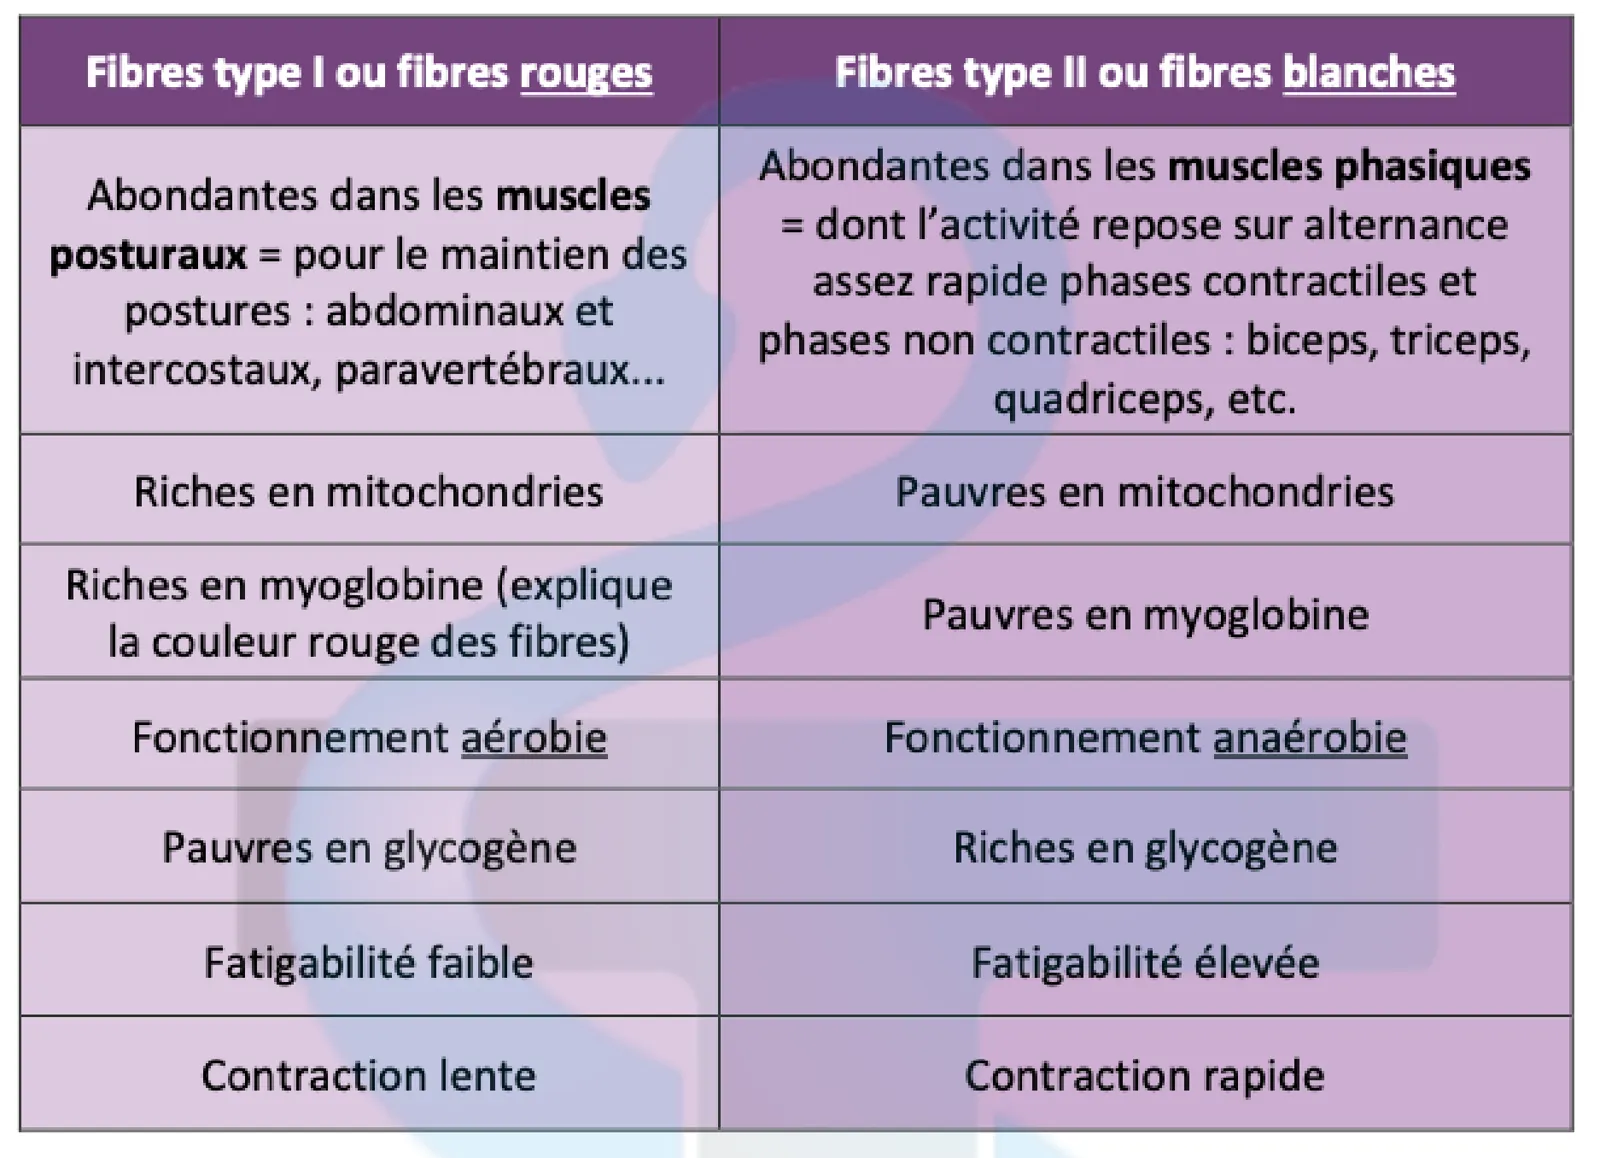 Fibres type I ou fibres rouges
Fibres type II ou fibres blanches
Abondantes dans les muscles
posturaux = pour le maintien des
postures : abdominaux et
intercostaux, paravertébraux...
Abondantes dans les muscles phasiques
= dont l’activité repose sur alternance
assez rapide phases contractiles et
phases non contractiles : biceps, triceps,
quadriceps, etc.
Riches en mitochondries
Pauvres en mitochondries
Riches en myoglobine (explique
la couleur rouge des fibres)
Pauvres en myoglobine
Fonctionnement aérobie
Fonctionnement anaérobie
Pauvres en glycogène
Riches en glycogène
Fatigabilité faible
Fatigabilité élevée
Contraction lente
Contraction rapide